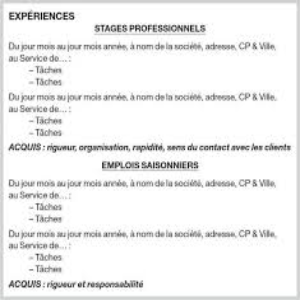 EXPÉRIENCES
STAGES PROFESSIONNELS
Du jour mois au jour mois année, à nom de la société, adresse, CP & Ville,
au Service de... :
– Tâches
– Tâches
Du jour mois au jour mois année, à nom de la société, adresse, CP & Ville,
au Service de... :
– Tâches
– Tâches
ACQUIS : rigueur, organisation, rapidité, sens du contact avec les clients
EMPLOIS SAISONNIERS
Du jour mois au jour mois année, à nom de la société, adresse, CP & Ville,
au Service de... :
– Tâches
– Tâches
Du jour mois au jour mois année, à nom de la société, adresse, CP & Ville,
au Service de... :
– Tâches
– Tâches
ACQUIS : rigueur et responsabilité